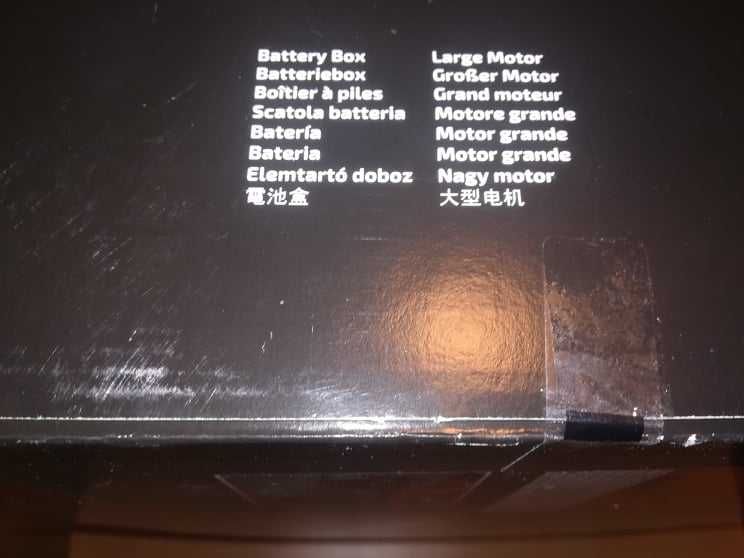 Battery Box
Batteriebox
Boîtier à piles
Scatola batteria
Batería
Bateria
Elemtartó doboz
電池盒
Large Motor
Großer Motor
Grand moteur
Motore grande
Motor grande
Motor grande
Nagy motor
大型电机